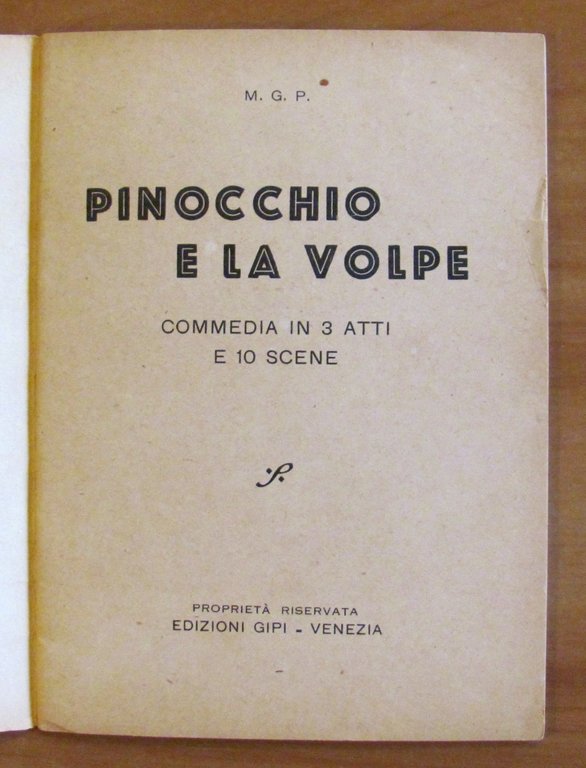 M. G. P.
PINOCCHIO
E LA VOLPE
COMMEDIA IN 3 ATTI
E 10 SCENE
PROPRIETÀ RISERVATA
EDIZIONI GIPI - VENEZIA